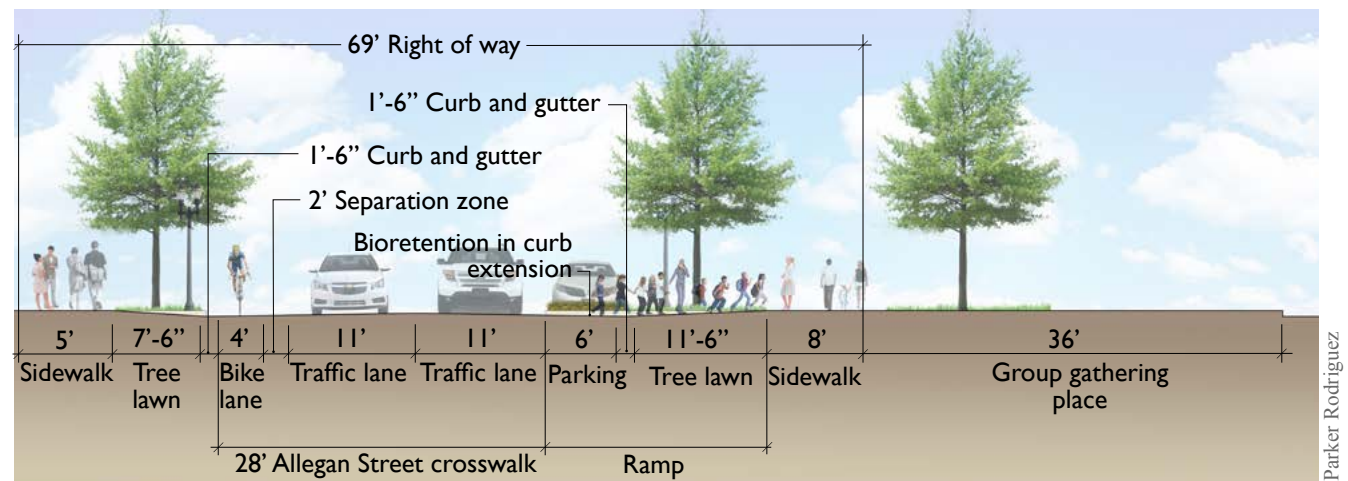 69’ Right of way
1’-6” Curb and gutter
1’-6” Curb and gutter
2’ Separation zone
Bioretention in curb
extension
5’ 7’-6” 4’ 11’ 11’ 6’ 11’-6” 8’ 36’
Sidewalk Tree Bike Traffic lane Traffic lane Parking Tree lawn Sidewalk Group gathering
lawn lane place
28’ Allegan Street crosswalk Ramp
Parker Rodriguez